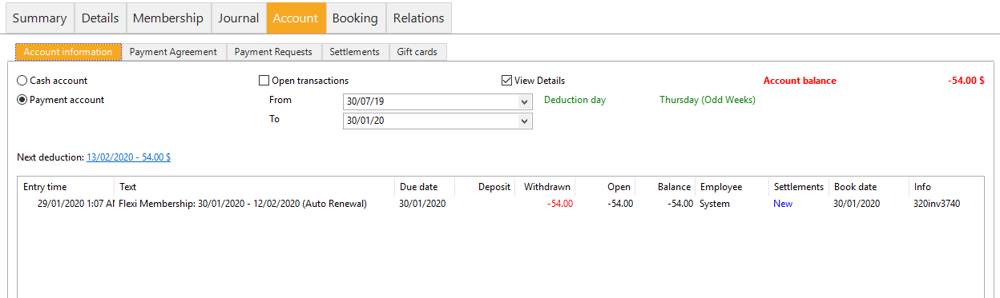 Summary Details Membership Journal Account Booking Relations
Account information Payment Agreement Payment Requests Settlements Gift cards
Cash account Open transactions View Details Account balance -54.00 $
Payment account From 30/07/19 Deduction day Thursday (Odd Weeks)
To 30/01/20
Next deduction: 13/02/2020 - 54.00 $
Entry time Text Due date Deposit Withdrawn Open Balance Employee Settlements Book date Info
29/01/2020 1:07 AM Flexi Membership: 30/01/2020 - 12/02/2020 (Auto Renewal) 30/01/2020 -54.00 -54.00 -54.00 System New 30/01/2020 320inv3740